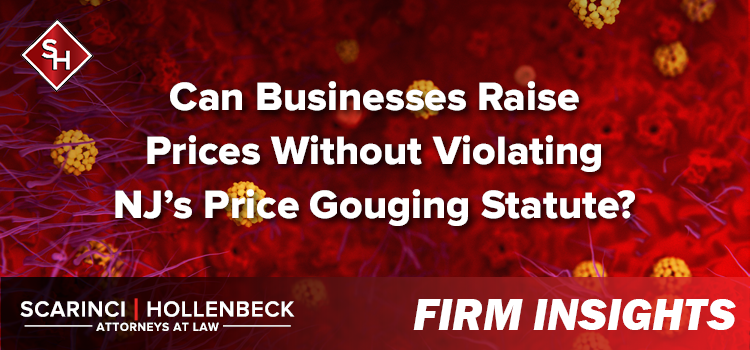 SH
Can Businesses Raise
Prices Without Violating
NJ’s Price Gouging Statute?
SCARINCI | HOLLENBECK
ATTORNEYS AT LAW
FIRM INSIGHTS